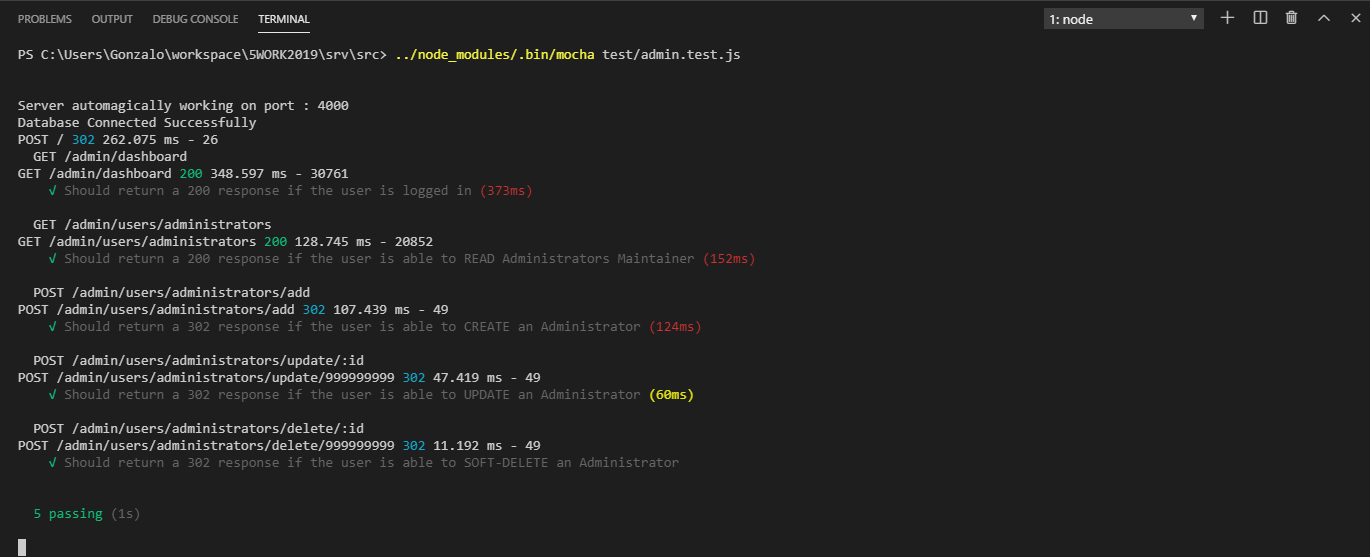 PROBLEMS OUTPUT DEBUG CONSOLE TERMINAL 1: node
PS C:\Users\Gonzalo\workspace\5WORK2019\srv\src> ../node_modules/.bin/mocha test/admin.test.js
Server automagically working on port : 4000
Database Connected Successfully
POST / 302 262.075 ms - 26
GET /admin/dashboard
GET /admin/dashboard 200 348.597 ms - 30761
√ Should return a 200 response if the user is logged in (373ms)
GET /admin/users/administrators
GET /admin/users/administrators 200 128.745 ms - 20852
√ Should return a 200 response if the user is able to READ Administrators Maintainer (152ms)
POST /admin/users/administrators/add
POST /admin/users/administrators/add 302 107.439 ms - 49
√ Should return a 302 response if the user is able to CREATE an Administrator (124ms)
POST /admin/users/administrators/update/:id
POST /admin/users/administrators/update/999999999 302 47.419 ms - 49
√ Should return a 302 response if the user is able to UPDATE an Administrator (60ms)
POST /admin/users/administrators/delete/:id
POST /admin/users/administrators/delete/999999999 302 11.192 ms - 49
√ Should return a 302 response if the user is able to SOFT-DELETE an Administrator
5 passing (1s)